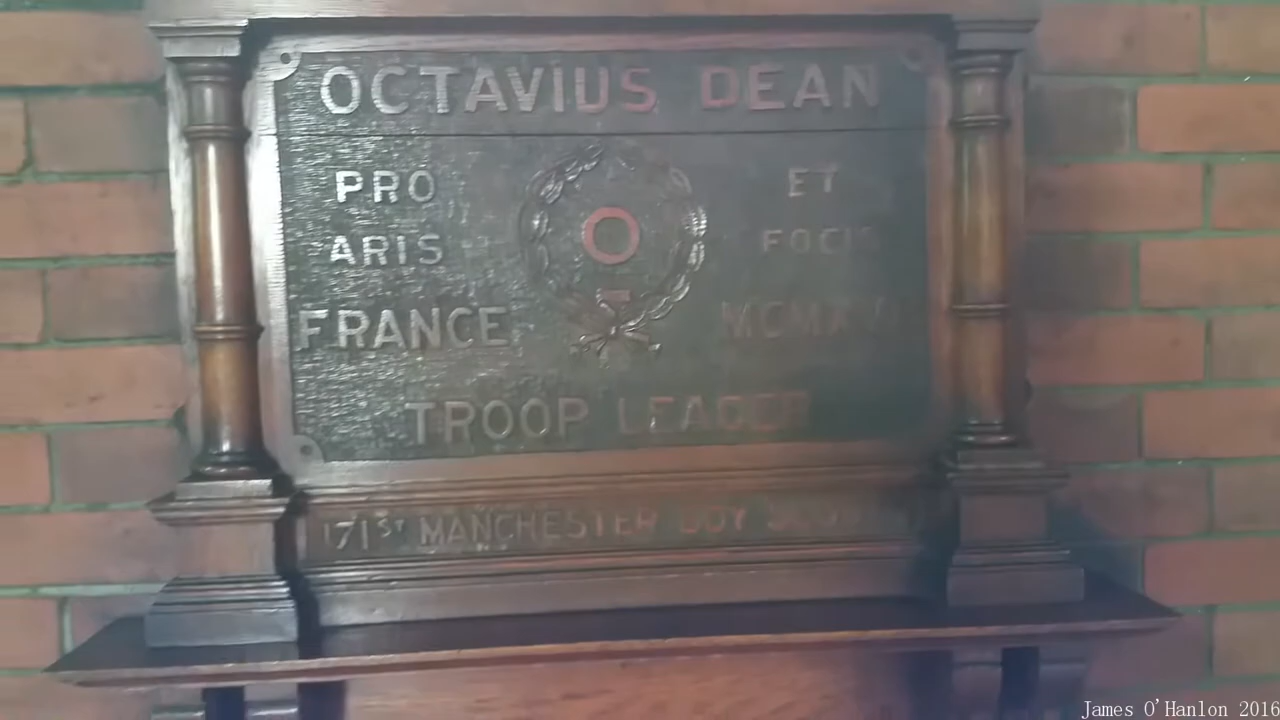 OCTAVIUS DEAN
PRO ET
ARIS O FOCIS
FRANCE
TROOP LEADER
171ST MANCHESTER BOY
James O'Hanlon 2016